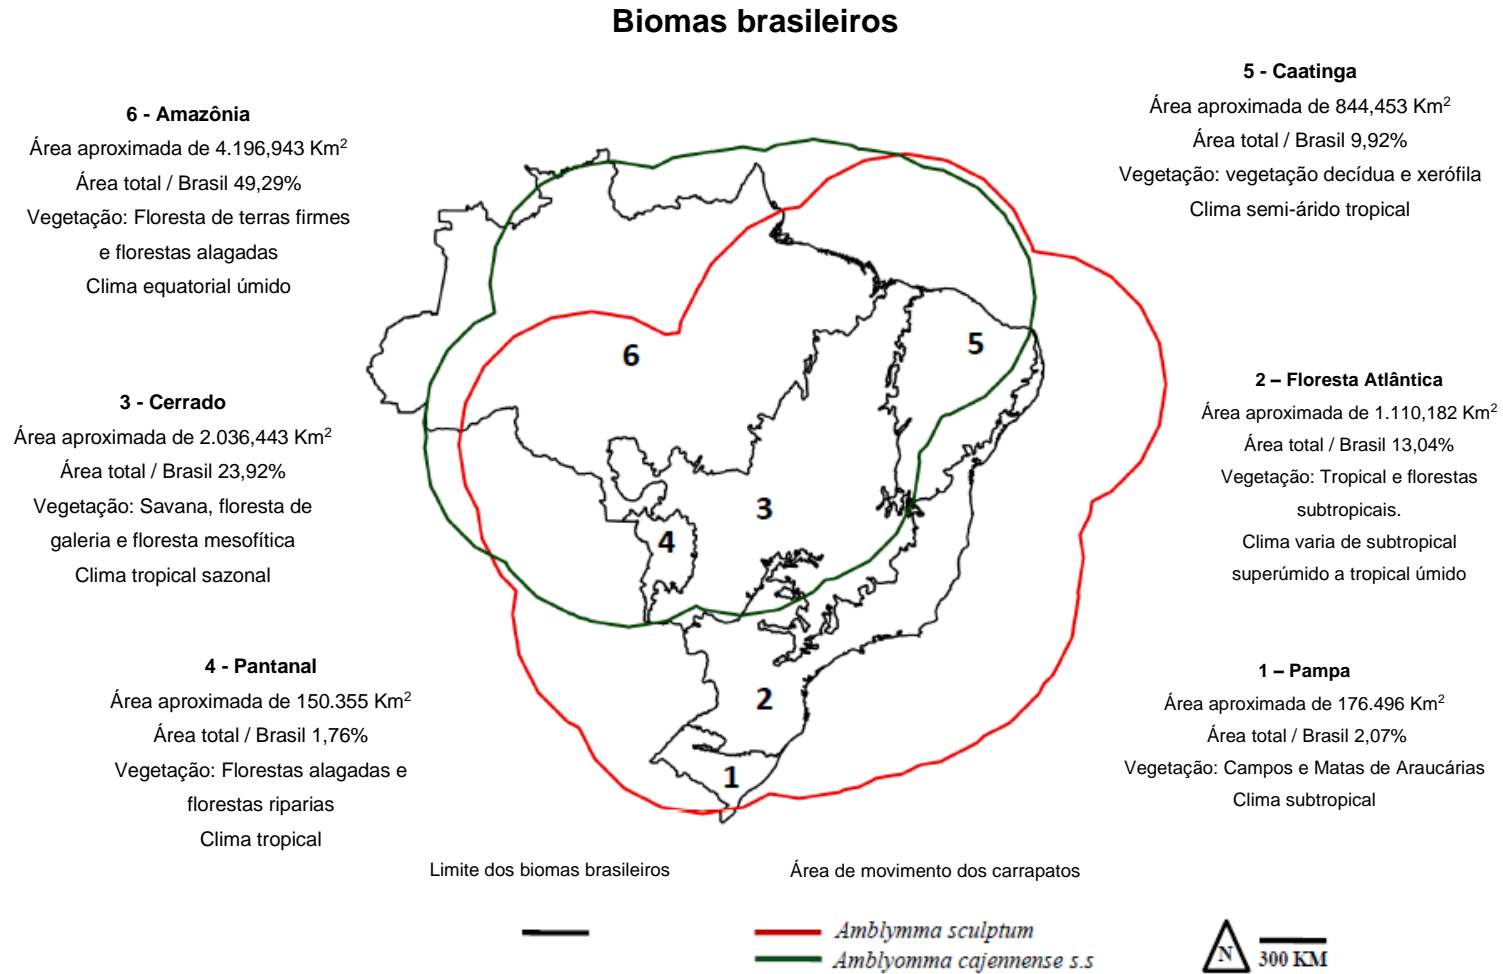 Biomas brasileiros
6 - Amazônia
Área aproximada de 4.196,943 Km²
Área total / Brasil 49,29%
Vegetação: Floresta de terras firmes
e florestas alagadas
Clima equatorial úmido
5 - Caatinga
Área aproximada de 844,453 Km²
Área total / Brasil 9,92%
Vegetação: vegetação decídua e xerófila
Clima semi-árido tropical
3 - Cerrado
Área aproximada de 2.036,443 Km²
Área total / Brasil 23,92%
Vegetação: Savana, floresta de
galeria e floresta mesofítica
Clima tropical sazonal
2 – Floresta Atlântica
Área aproximada de 1.110,182 Km²
Área total / Brasil 13,04%
Vegetação: Tropical e florestas
subtropicais.
Clima varia de subtropical
superúmido a tropical úmido
4 - Pantanal
Área aproximada de 150.355 Km²
Área total / Brasil 1,76%
Vegetação: Florestas alagadas e
florestas riparias
Clima tropical
1 – Pampa
Área aproximada de 176.496 Km²
Área total / Brasil 2,07%
Vegetação: Campos e Matas de Araucárias
Clima subtropical
6
5
3
4
2
1
Limite dos biomas brasileiros
Área de movimento dos carrapatos
Amblymma sculptum
Amblyomma cajennense s.s
N
300 KM